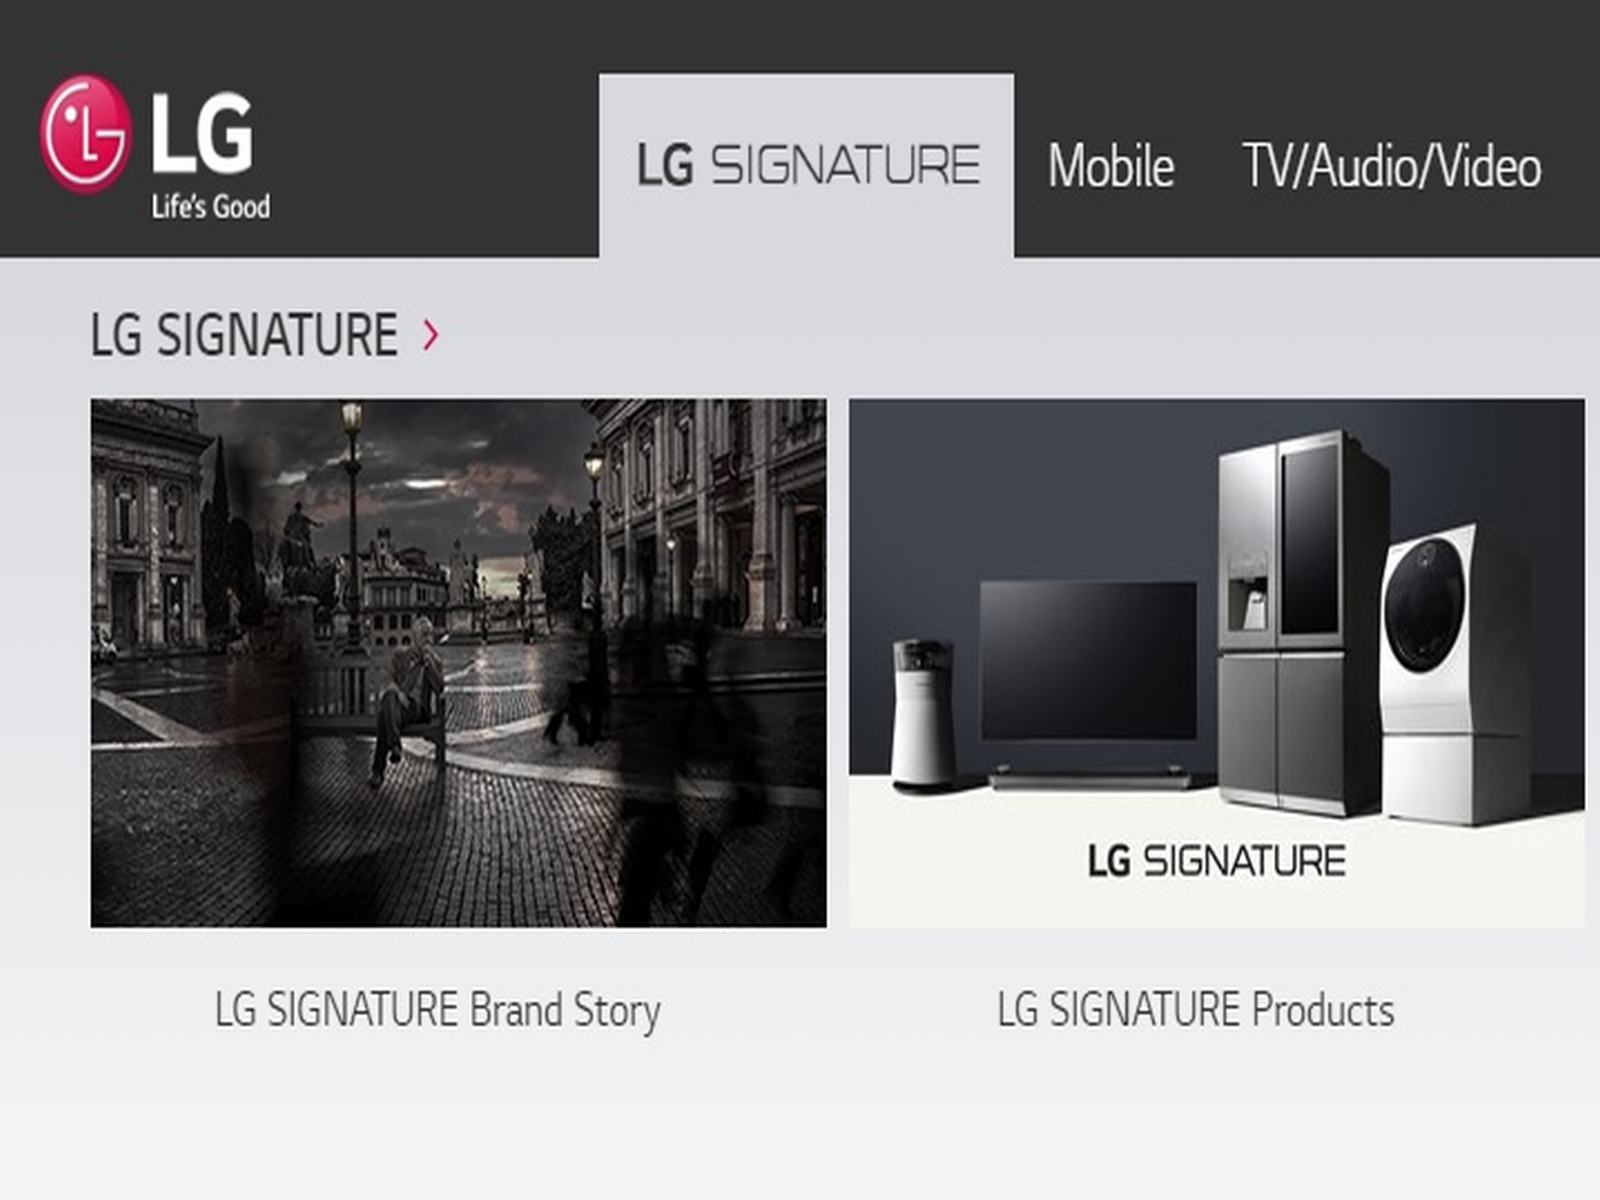 LG
Life's Good
LG SIGNATURE
Mobile
TV/Audio/Video
LG SIGNATURE >
LG SIGNATURE
LG SIGNATURE Brand Story
LG SIGNATURE Products